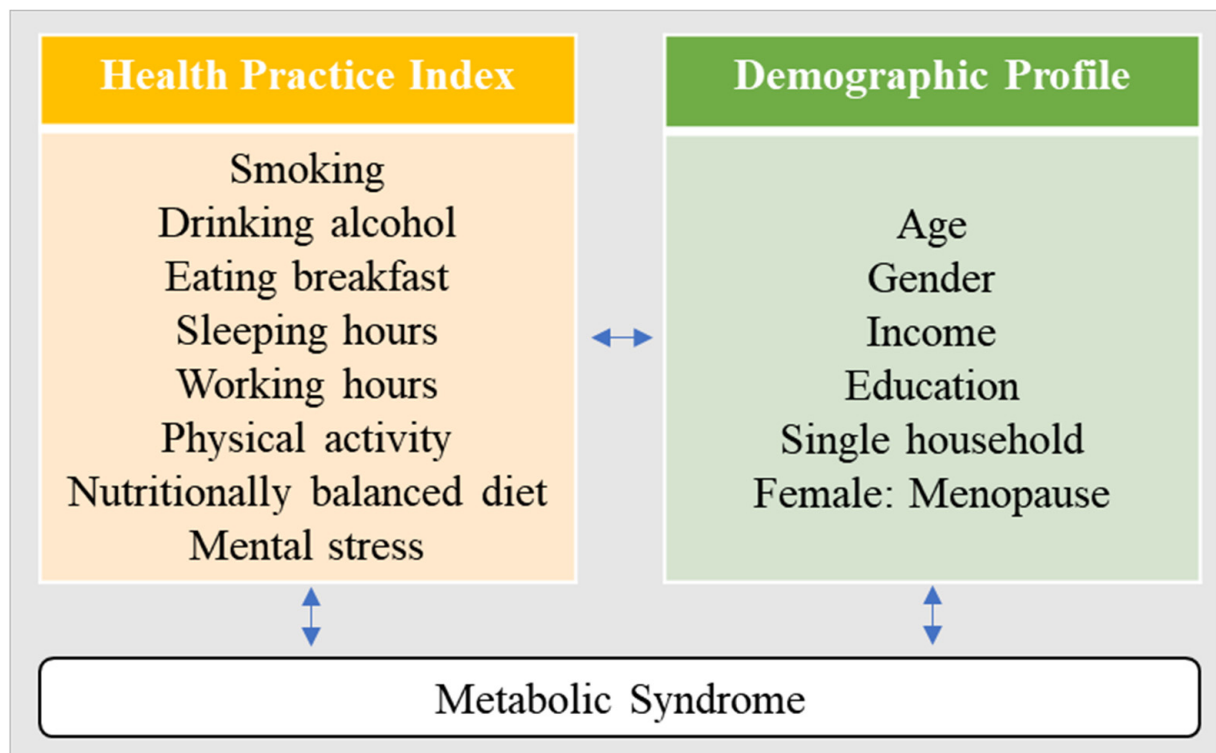 Health Practice Index
Smoking
Drinking alcohol
Eating breakfast
Sleeping hours
Working hours
Physical activity
Nutritionally balanced diet
Mental stress
Demographic Profile
Age
Gender
Income
Education
Single household
Female: Menopause
Metabolic Syndrome